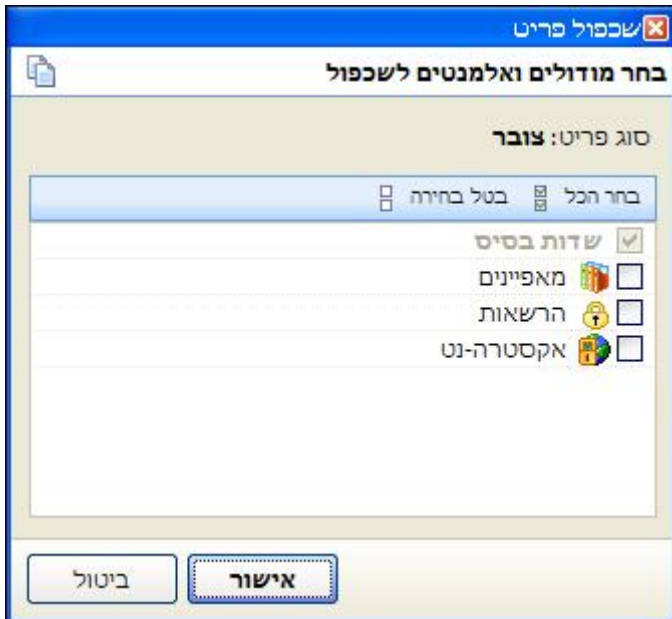 שכפול פריט
בחר מודולים ואלמנטים לשכפול
סוג פריט: צובר
בחר הכל בטל בחירה
שדות בסיס
מאפיינים
הרשאות
אקסטרה-נט
אישור ביטול